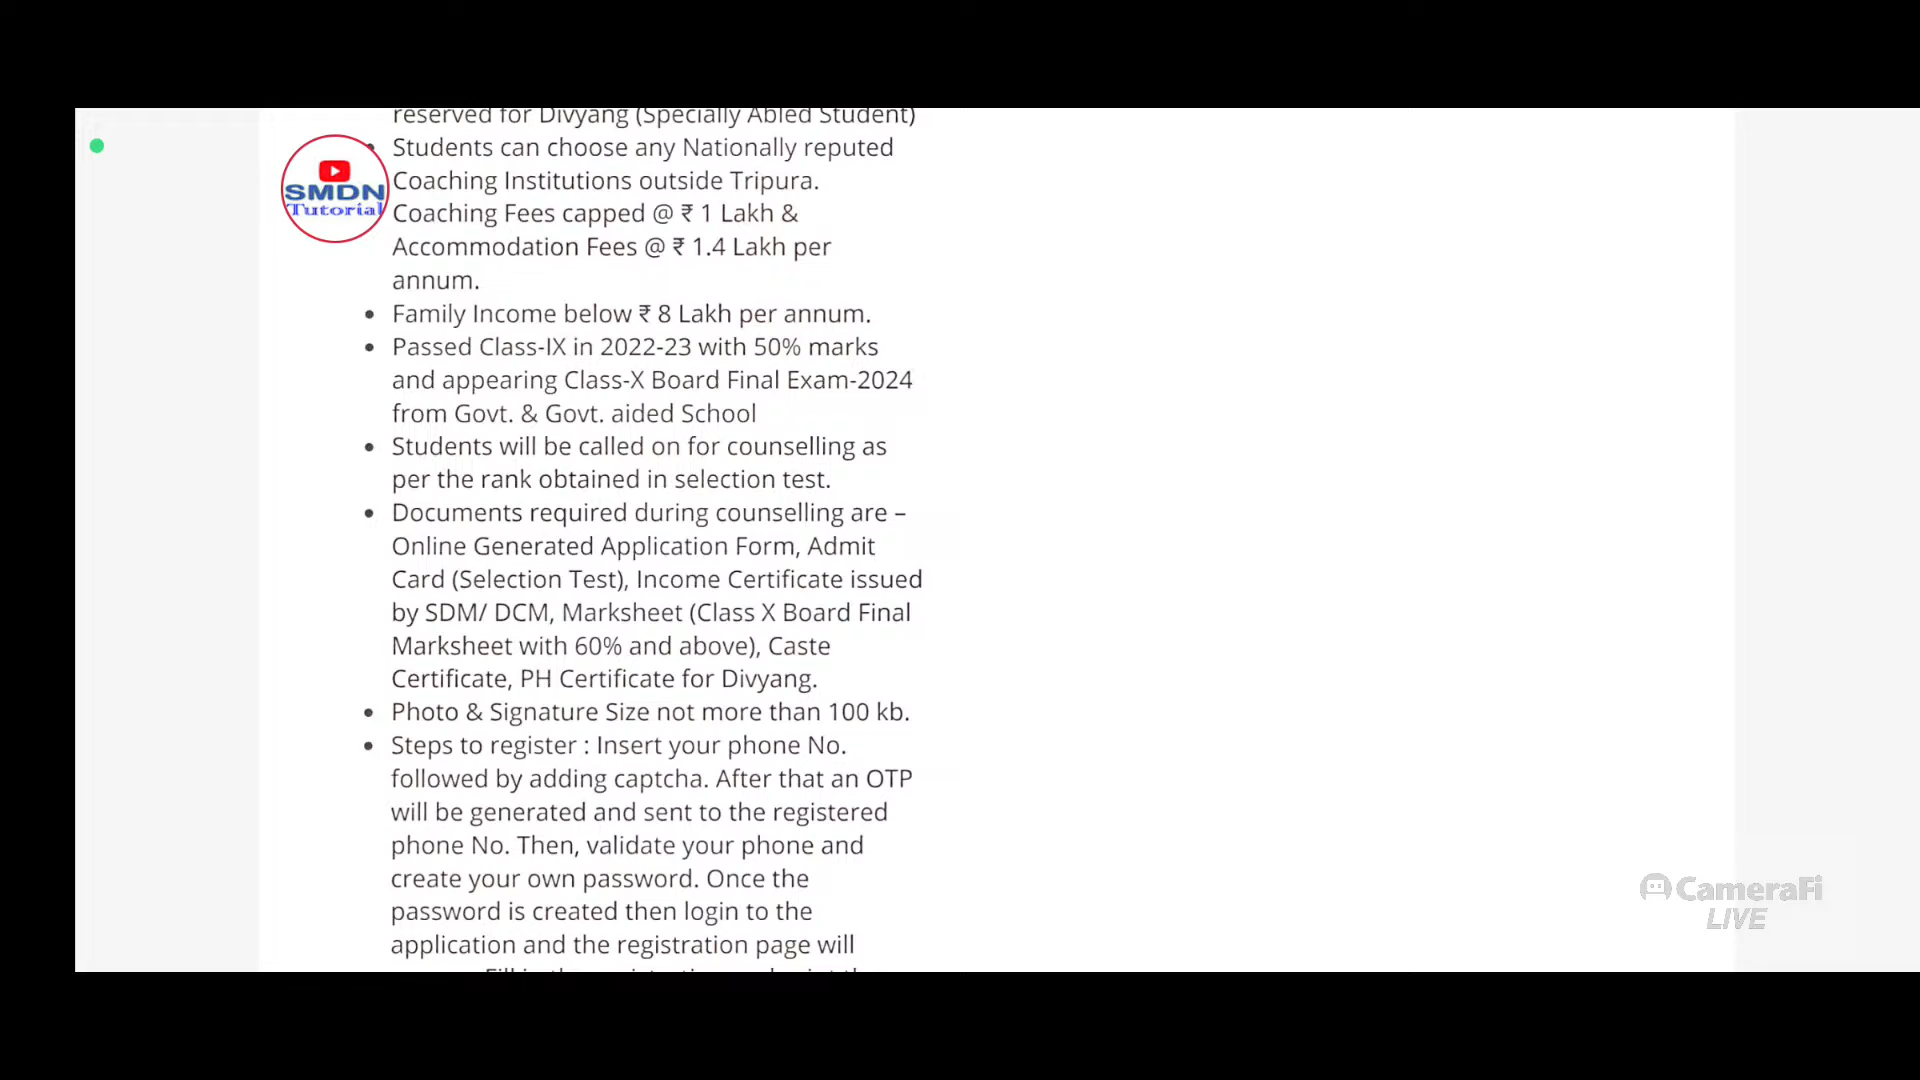 reserved for Divyang (Specially Abled Student)
Students can choose any Nationally reputed
Coaching Institutions outside Tripura.
Coaching Fees capped @ ₹ 1 Lakh &
Accommodation Fees @ ₹ 1.4 Lakh per
annum.
Family Income below ₹ 8 Lakh per annum.
Passed Class-IX in 2022-23 with 50% marks
and appearing Class-X Board Final Exam-2024
from Govt. & Govt. aided School
Students will be called on for counselling as
per the rank obtained in selection test.
Documents required during counselling are –
Online Generated Application Form, Admit
Card (Selection Test), Income Certificate issued
by SDM/ DCM, Marksheet (Class X Board Final
Marksheet with 60% and above), Caste
Certificate, PH Certificate for Divyang.
Photo & Signature Size not more than 100 kb.
Steps to register : Insert your phone No.
followed by adding captcha. After that an OTP
will be generated and sent to the registered
phone No. Then, validate your phone and
create your own password. Once the
password is created then login to the
application and the registration page will
SMDN
Tutorial
CameraFi
LIVE